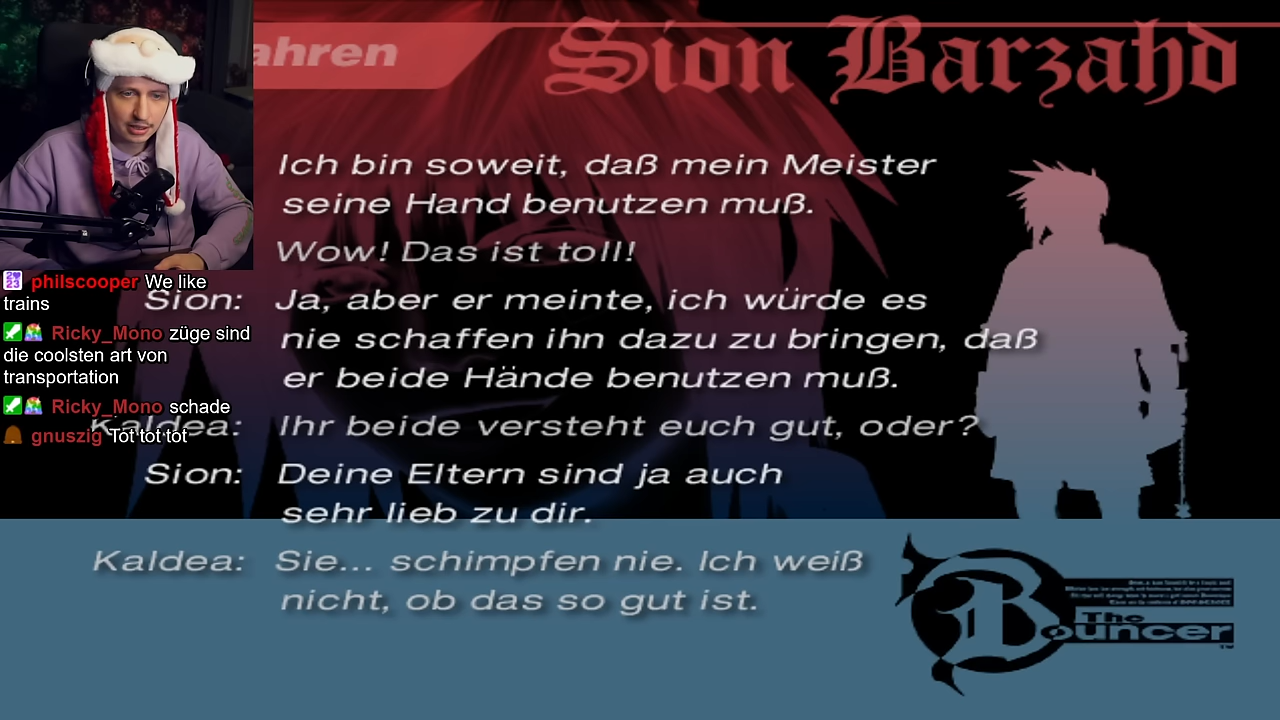 ahren
Sion Barzahd
Ich bin soweit, daß mein Meister
seine Hand benutzen muß.
Wow! Das ist toll!
Sion: Ja, aber er meinte, ich würde es
nie schaffen ihn dazu zu bringen, daß
er beide Hände benutzen muß.
Kaldea: Ihr beide versteht euch gut, oder?
Sion: Deine Eltern sind ja auch
sehr lieb zu dir.
Kaldea: Sie... schimpfen nie. Ich weiß
nicht, ob das so gut ist.
philscooper We like
trains
Ricky_Mono züge sind
die coolsten art von
transportation
Ricky_Mono schade
gnuszig Tot tot tot
The
Bouncer
TM